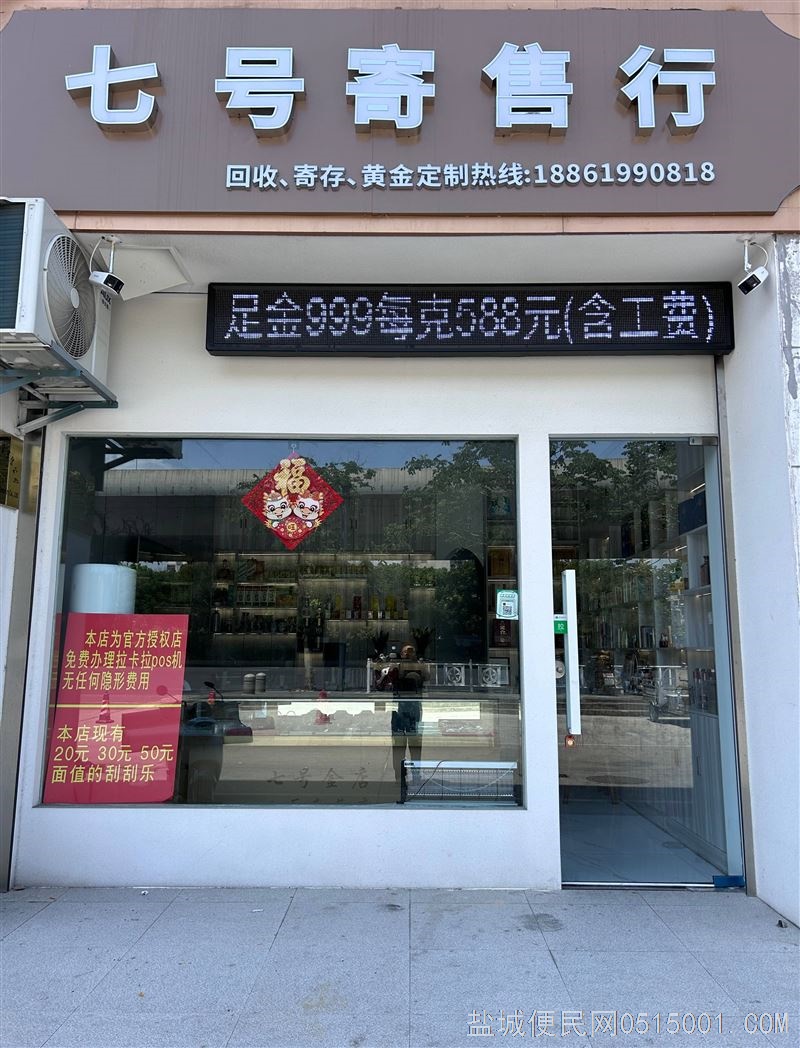 七号寄售行
回收、寄存、黄金定制热线:18861990818
足金999每克588元(含工费)
福
本店为官方授权店
免费办理拉卡拉pos机
无任何隐形费用
本店现有
20元 30元 50元
面值的刮刮乐
七号金店
盐城便民网0515001.COM